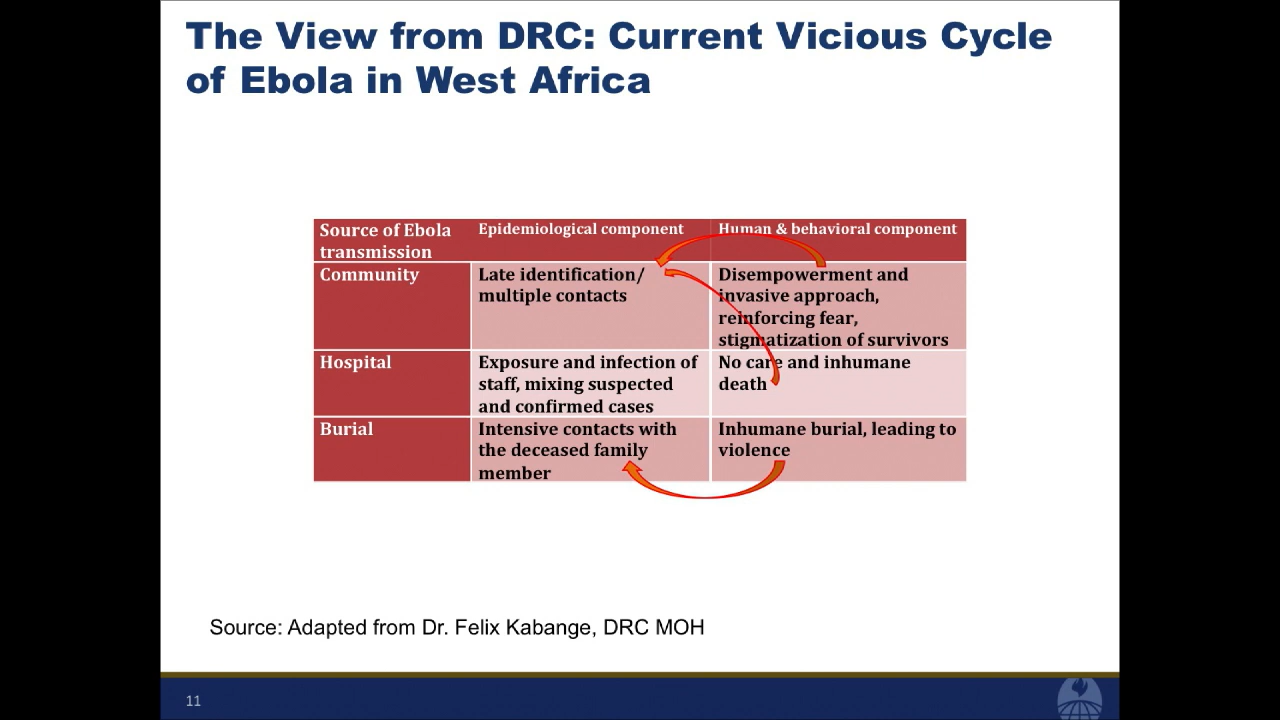 The View from DRC: Current Vicious Cycle
of Ebola in West Africa
Source of Ebola
transmission
Epidemiological component
Human & behavioral component
Community
Late identification/
multiple contacts
Disempowerment and
invasive approach,
reinforcing fear,
stigmatization of survivors
Hospital
Exposure and infection of
staff, mixing suspected
and confirmed cases
No care and inhumane
death
Burial
Intensive contacts with
the deceased family
member
Inhumane burial, leading to
violence
Source: Adapted from Dr. Felix Kabange, DRC MOH
11